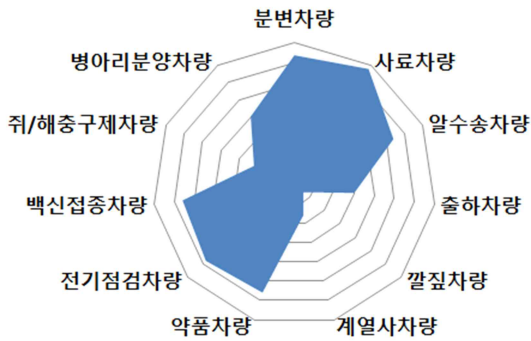 분변차량
사료차량
알수송차량
출하차량
깔짚차량
계열사차량
약품차량
전기점검차량
백신접종차량
쥐/해충구제차량
병아리분양차량